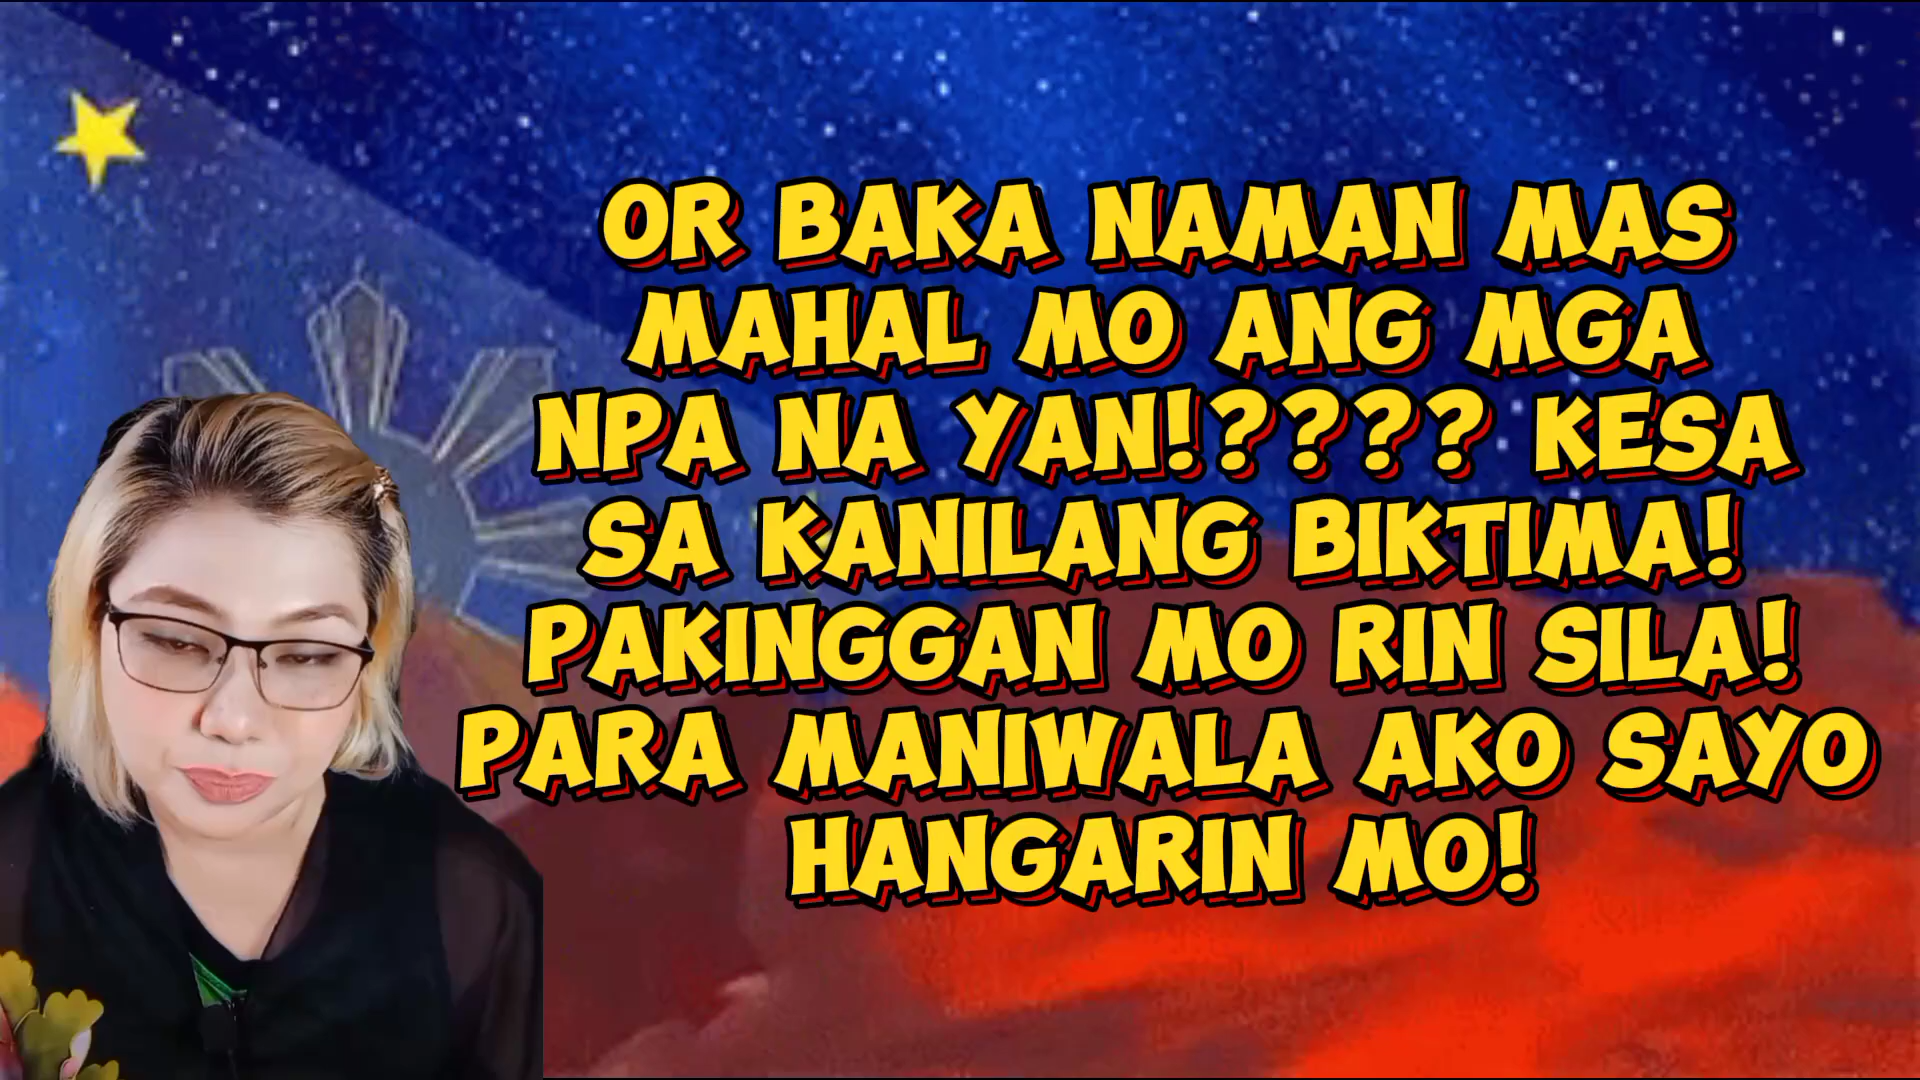 OR BAKA NAMAN MAS
MAHAL MO ANG MGA
NPA NA YAN!???? KESA
SA KANILANG BIKTIMA!
PAKINGGAN MO RIN SILA!
PARA MANIWALA AKO SAYO
HANGARIN MO!